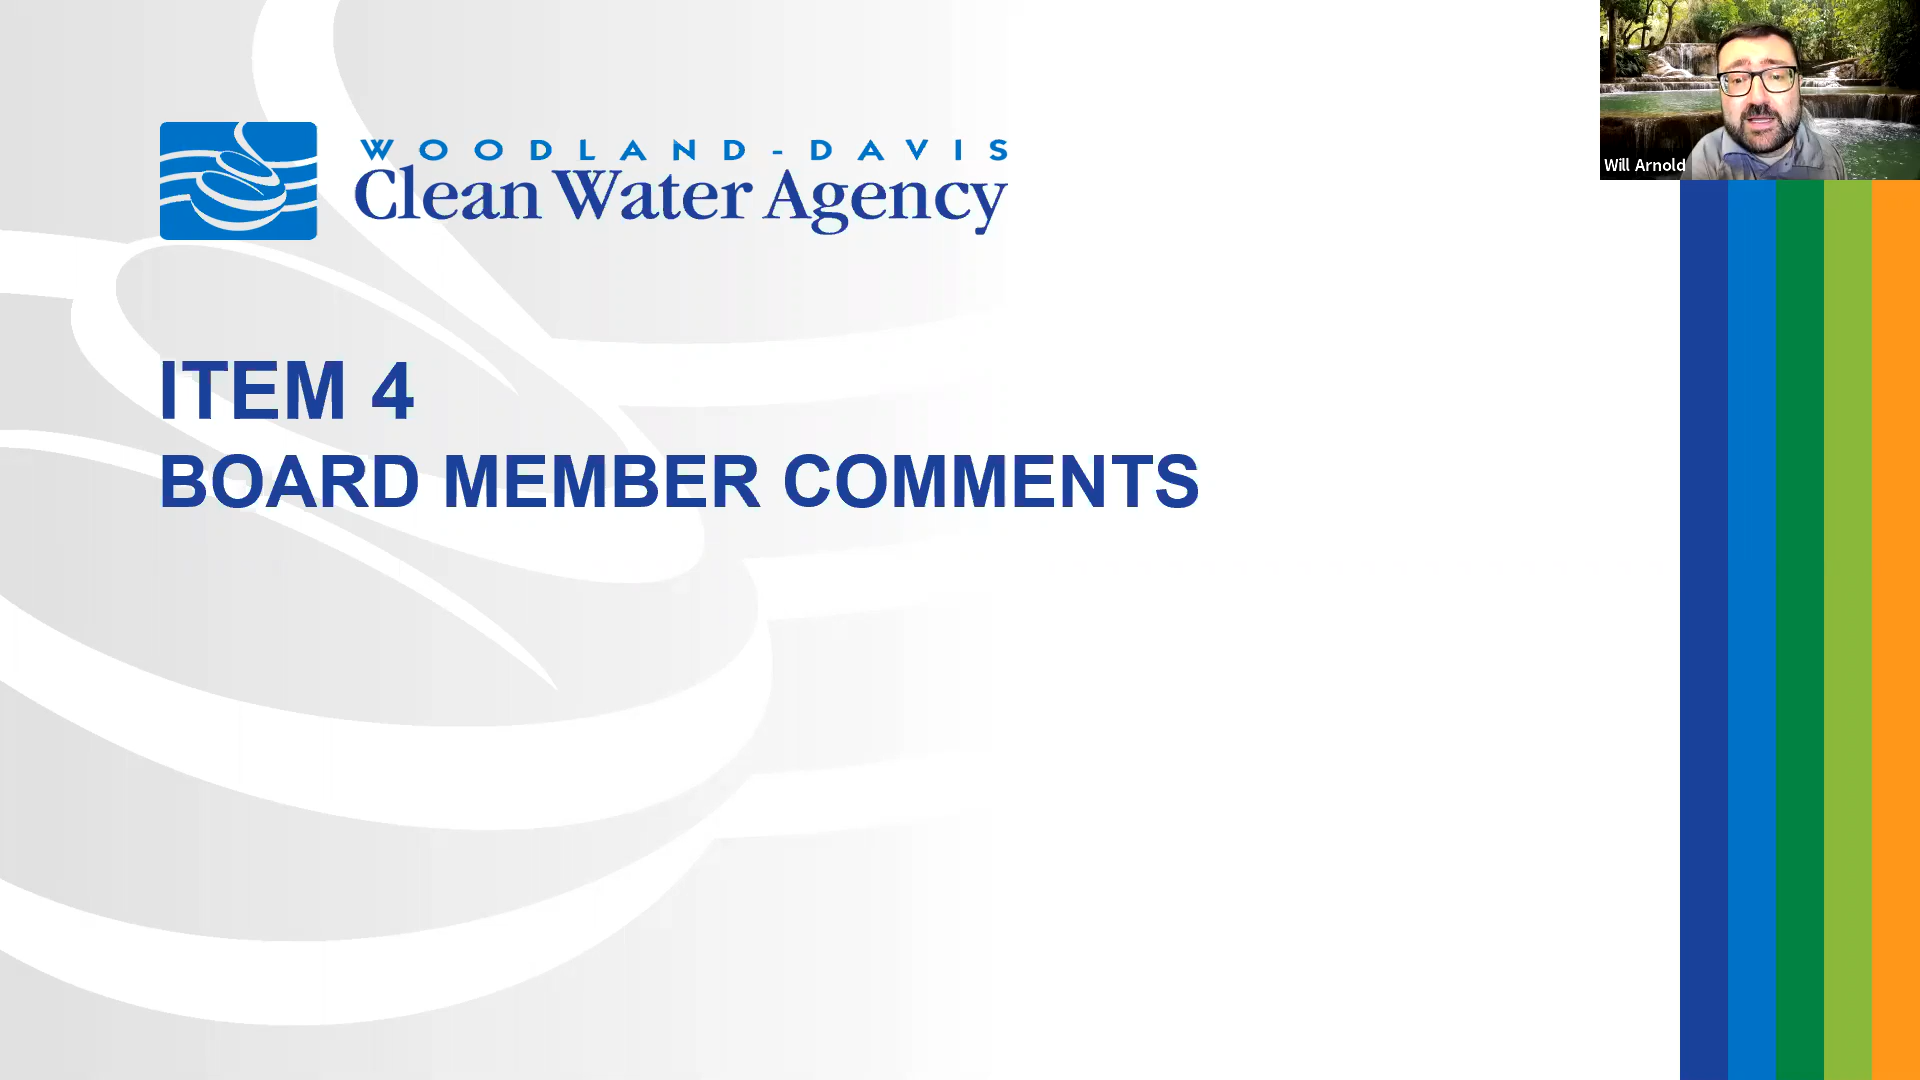 WOODLAND-DAVIS
Clean Water Agency
Will Arnold
ITEM 4
BOARD MEMBER COMMENTS